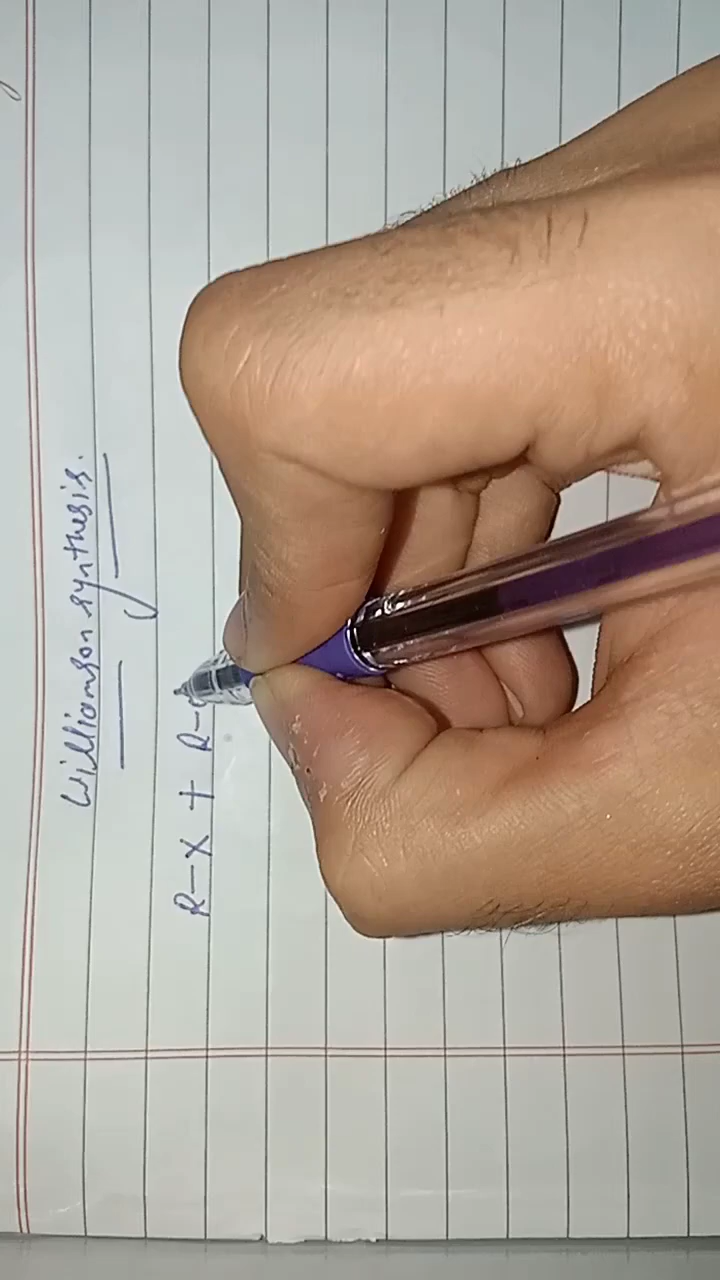 Williamson synthesis.
R-X + R-